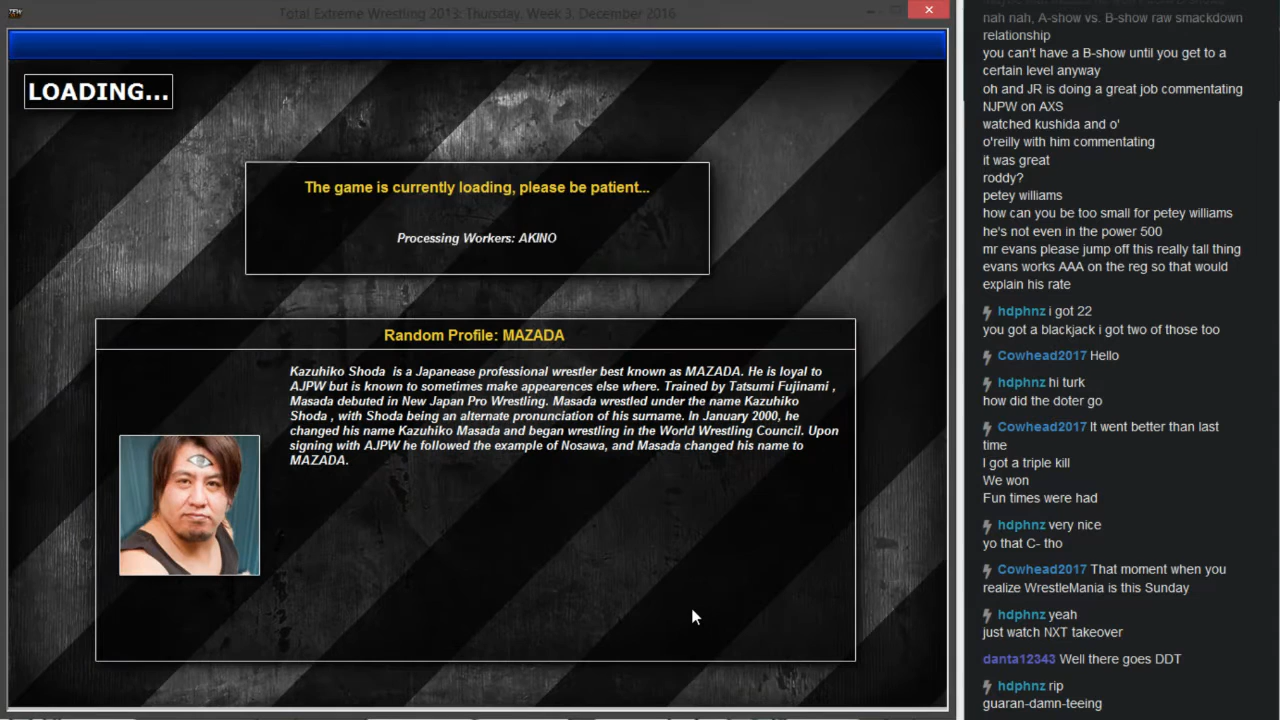 Total Extreme Wrestling 2013: Thursday, Week 3, December 2016
LOADING...
The game is currently loading, please be patient...
Processing Workers: AKINO
Random Profile: MAZADA
Kazuhiko Shoda  is a Japanease professional wrestler best known as MAZADA. He is loyal to
AJPW but is known to sometimes make appearences else where. Trained by Tatsumi Fujinami ,
Masada debuted in New Japan Pro Wrestling. Masada wrestled under the name Kazuhiko
Shoda , with Shoda being an alternate pronunciation of his surname. In January 2000, he
changed his name Kazuhiko Masada and began wrestling in the World Wrestling Council. Upon
signing with AJPW he followed the example of Nosawa, and Masada changed his name to
MAZADA.
nah nah, A-show vs. B-show raw smackdown
relationship
you can't have a B-show until you get to a
certain level anyway
oh and JR is doing a great job commentating
NJPW on AXS
watched kushida and o'
o'reilly with him commentating
it was great
roddy?
petey williams
how can you be too small for petey williams
he's not even in the power 500
mr evans please jump off this really tall thing
evans works AAA on the reg so that would
explain his rate
hdphnz i got 22
you got a blackjack i got two of those too
Cowhead2017 Hello
hdphnz hi turk
how did the doter go
Cowhead2017 It went better than last
time
I got a triple kill
We won
Fun times were had
hdphnz very nice
yo that C- tho
Cowhead2017 That moment when you
realize WrestleMania is this Sunday
hdphnz yeah
just watch NXT takeover
danta12343 Well there goes DDT
hdphnz rip
guaran-damn-teeing